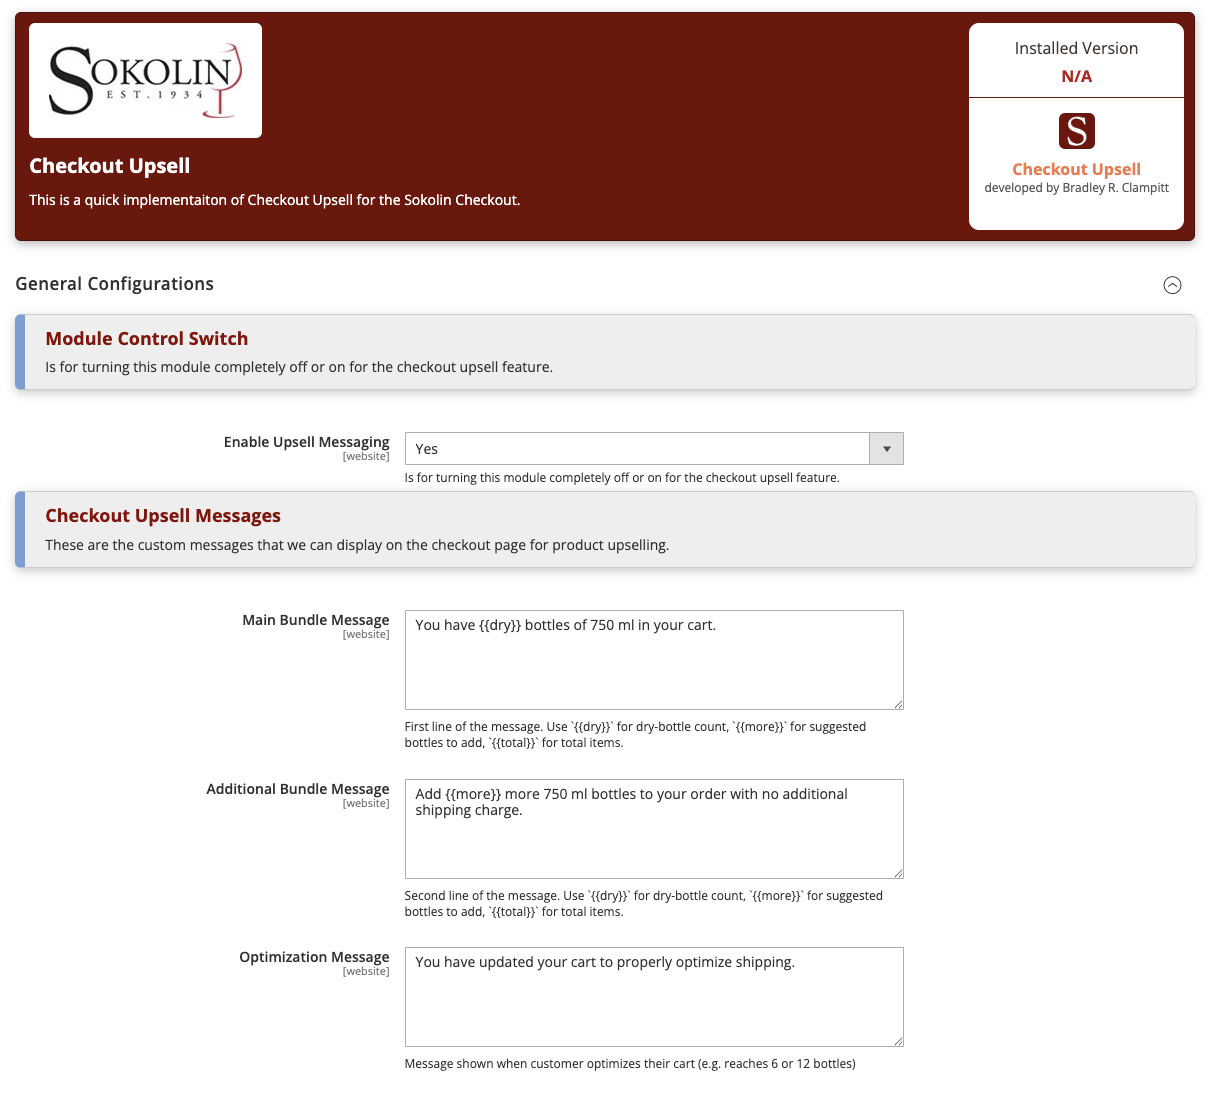 SOKOLIN
EST. 1934
Checkout Upsell
This is a quick implementaiton of Checkout Upsell for the Sokolin Checkout.
Installed Version
N/A
S
Checkout Upsell
developed by Bradley R. Clampitt
General Configurations
Module Control Switch
Is for turning this module completely off or on for the checkout upsell feature.
Enable Upsell Messaging
[website]
Yes
Is for turning this module completely off or on for the checkout upsell feature.
Checkout Upsell Messages
These are the custom messages that we can display on the checkout page for product upselling.
Main Bundle Message
[website]
You have {{dry}} bottles of 750 ml in your cart.
First line of the message. Use `{{dry}}` for dry-bottle count, `{{more}}` for suggested
bottles to add, `{{total}}` for total items.
Additional Bundle Message
[website]
Add {{more}} more 750 ml bottles to your order with no additional
shipping charge.
Second line of the message. Use `{{dry}}` for dry-bottle count, `{{more}}` for suggested
bottles to add, `{{total}}` for total items.
Optimization Message
[website]
You have updated your cart to properly optimize shipping.
Message shown when customer optimizes their cart (e.g. reaches 6 or 12 bottles)